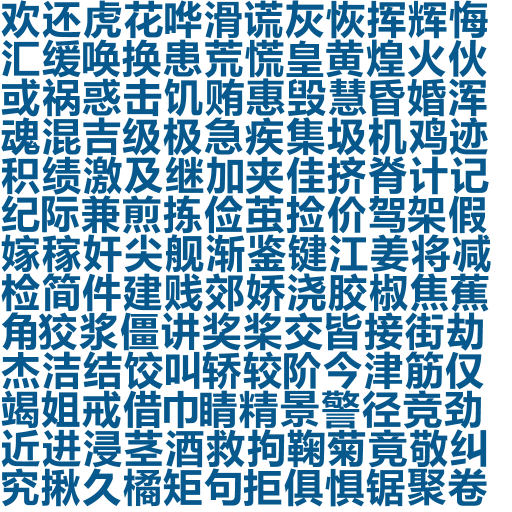 欢还虎花哗滑谎灰恢挥辉悔
汇缓唤换患荒慌皇黄煌火伙
或祸惑击饥贿惠毁慧昏婚浑
魂混吉级极急疾集圾机鸡迹
积绩激及继加夹佳挤脊计记
纪际兼煎拣俭茧捡价驾架假
嫁稼奸尖舰渐鉴键江姜将减
检简件建贱郊娇浇胶椒焦蕉
角狡浆僵讲奖桨交皆接街劫
杰洁结饺叫轿较阶今津筋仅
竭姐戒借巾睛精景警径竞劲
近进浸茎酒救拘鞠菊竟敬纠
究揪久橘矩句拒俱惧锯聚卷